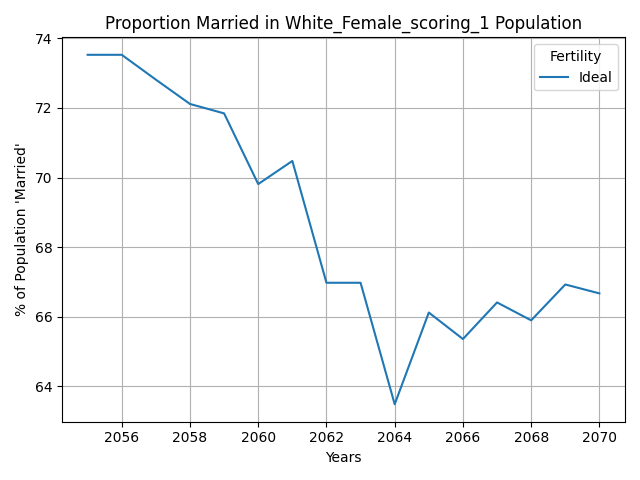 Proportion Married in White_Female_scoring_1 Population
74
72
70
68
66
64
% of Population 'Married'
Fertility
Ideal
2056 2058 2060 2062 2064 2066 2068 2070
Years